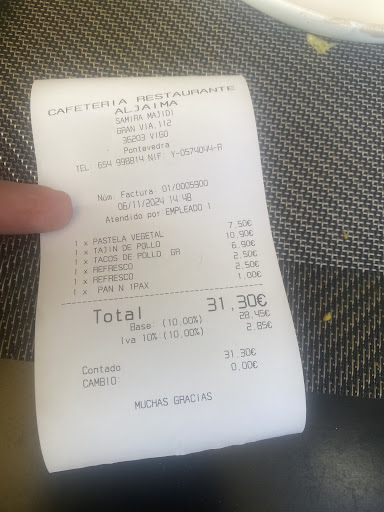 CAFETERIA RESTAURANTE
ALJAIMA
SAMIRA MAJIDI
GRAN VIA 112
36203 VIGO
Pontevedra
TEL. 654 998814 NIF: Y-0574044-R
Núm. Factura: 01/0005900
06/11/2024 14:48
Atendido por EMPLEADO 1
1 x PASTELA VEGETAL 7,50€
1 x TAJIN DE POLLO 10,90€
1 x TACOS DE POLLO GR 6,90€
1 x REFRESCO 2,50€
1 x REFRESCO 2,50€
1 x PAN N 1PAX 1,00€
Total 31,30€
Base: (10,00%) 28,45€
Iva 10% (10,00%) 2,85€
Contado 31,30€
CAMBIO: 0,00€
MUCHAS GRACIAS